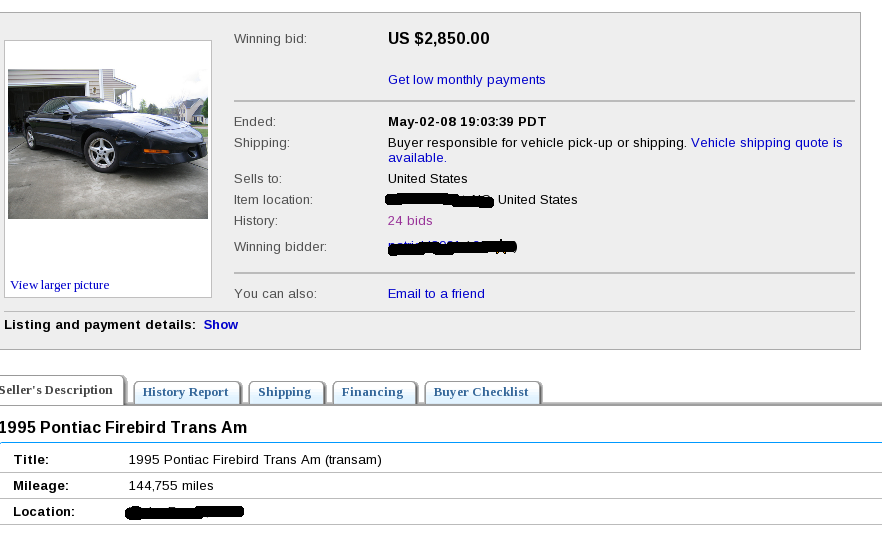 Winning bid: US $2,850.00
Get low monthly payments
Ended: May-02-08 19:03:39 PDT
Shipping: Buyer responsible for vehicle pick-up or shipping. Vehicle shipping quote is
available.
Sells to: United States
Item location: United States
History: 24 bids
Winning bidder:
View larger picture
You can also: Email to a friend
Listing and payment details: Show
Seller's Description History Report Shipping Financing Buyer Checklist
1995 Pontiac Firebird Trans Am
Title: 1995 Pontiac Firebird Trans Am (transam)
Mileage: 144,755 miles
Location: